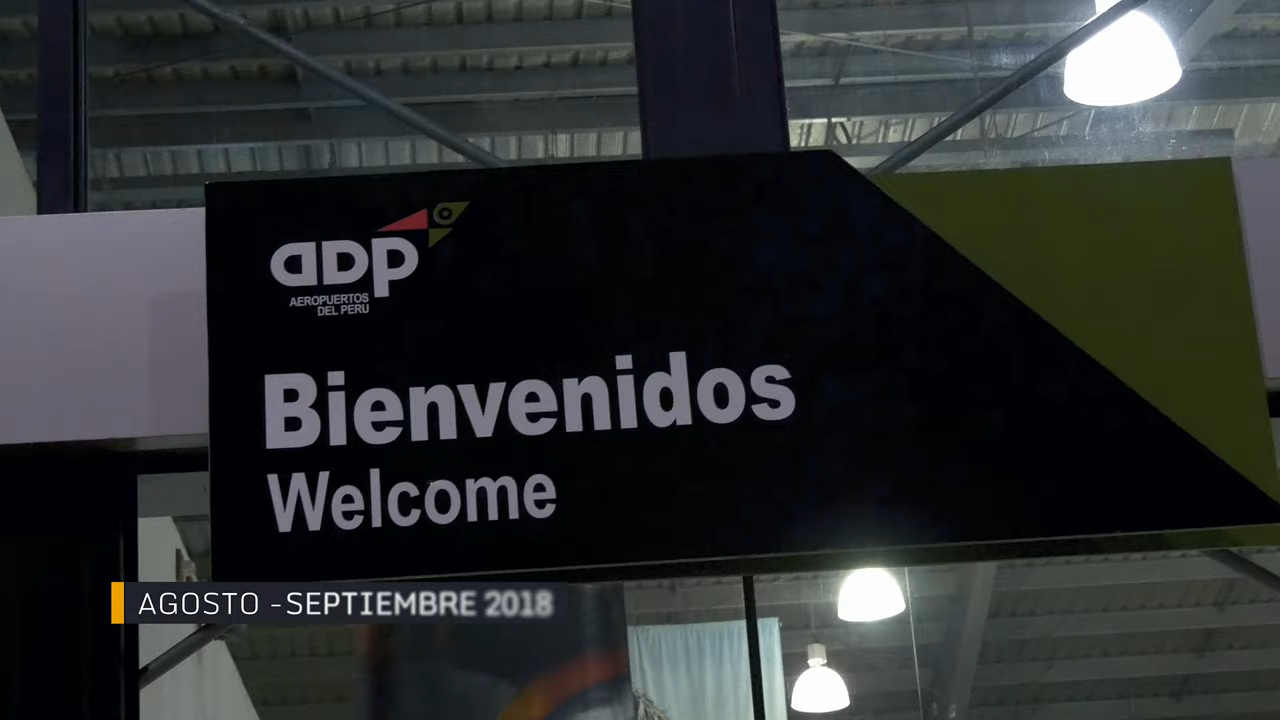 ADP
AEROPUERTOS
DEL PERU
Bienvenidos
Welcome
AGOSTO -SEPTIEMBRE 2018